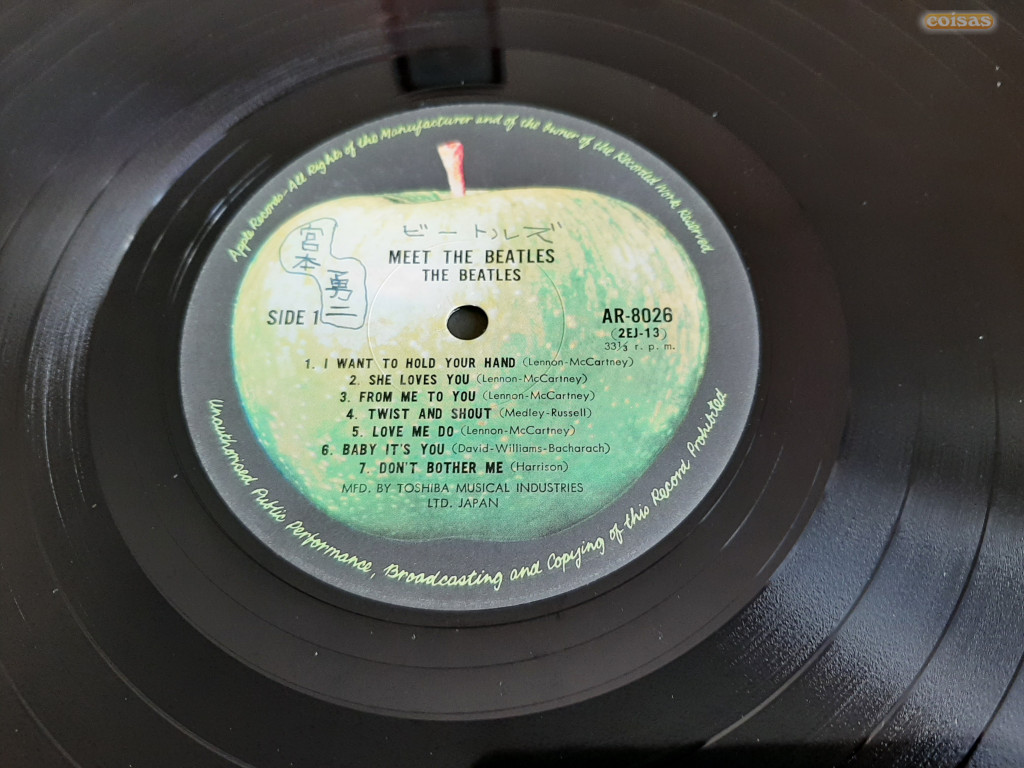 coisas
Apple Records-All Rights of the Manufacturer and of the Owner of the Recorded Work Reserved
ビートルズ
宮本
勇二
MEET THE BEATLES
THE BEATLES
SIDE 1
AR-8026
(2EJ-13)
33⅓ r. p. m.
1. I WANT TO HOLD YOUR HAND (Lennon-McCartney)
2. SHE LOVES YOU (Lennon-McCartney)
3. FROM ME TO YOU (Lennon-McCartney)
4. TWIST AND SHOUT (Medley-Russell)
5. LOVE ME DO (Lennon-McCartney)
6. BABY IT'S YOU (David-Williams-Bacharach)
7. DON'T BOTHER ME (Harrison)
MFD. BY TOSHIBA MUSICAL INDUSTRIES
LTD. JAPAN
Unauthorised Public Performance, Broadcasting and Copying of this Record Prohibited